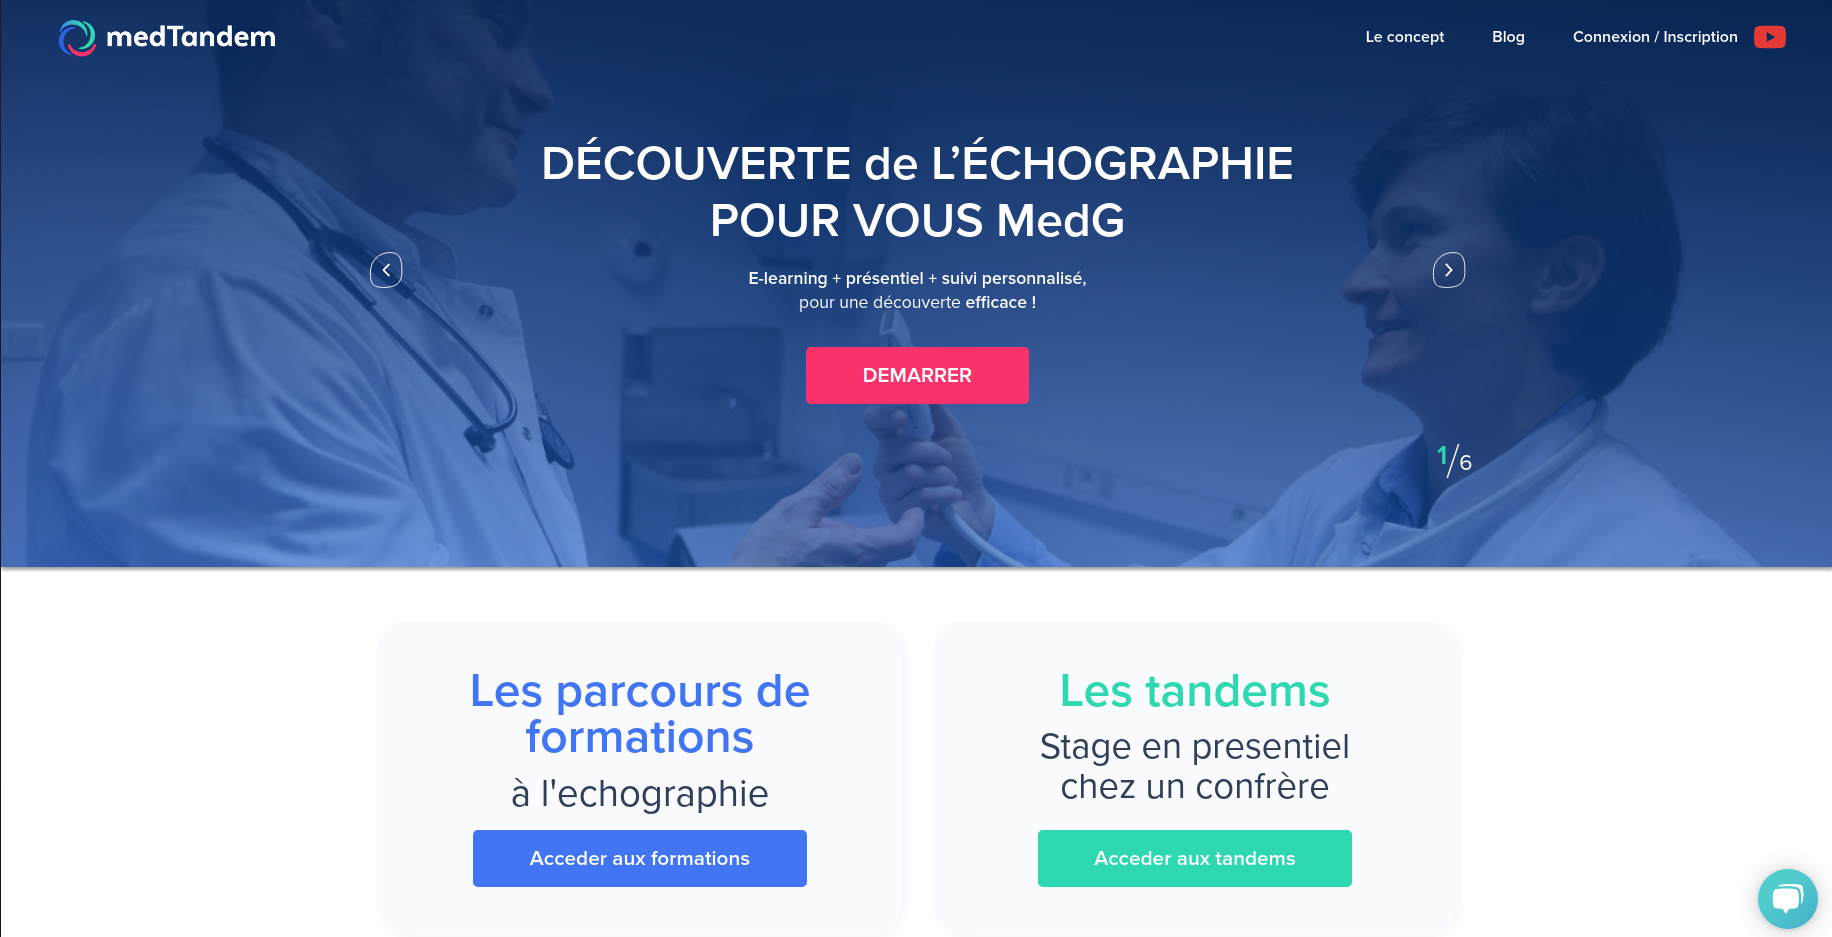 medTandem
Le concept
Blog
Connexion / Inscription
DÉCOUVERTE de L’ÉCHOGRAPHIE
POUR VOUS MedG
E-learning + présentiel + suivi personnalisé,
pour une découverte efficace !
DEMARRER
1/6
Les parcours de
formations
à l'echographie
Acceder aux formations
Les tandems
Stage en presentiel
chez un confrère
Acceder aux tandems